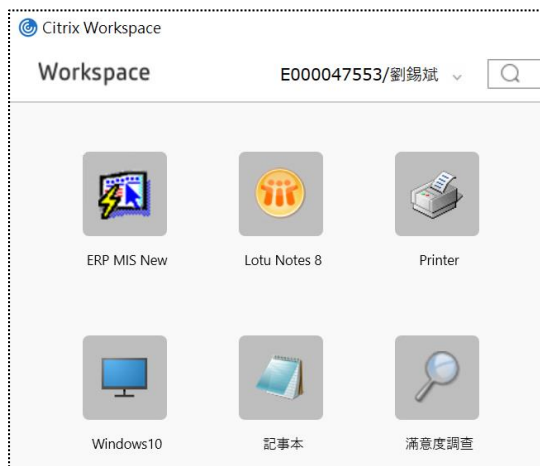 Citrix Workspace
Workspace
E000047553/劉錫斌
ERP MIS New
Lotu Notes 8
Printer
Windows10
記事本
滿意度調查